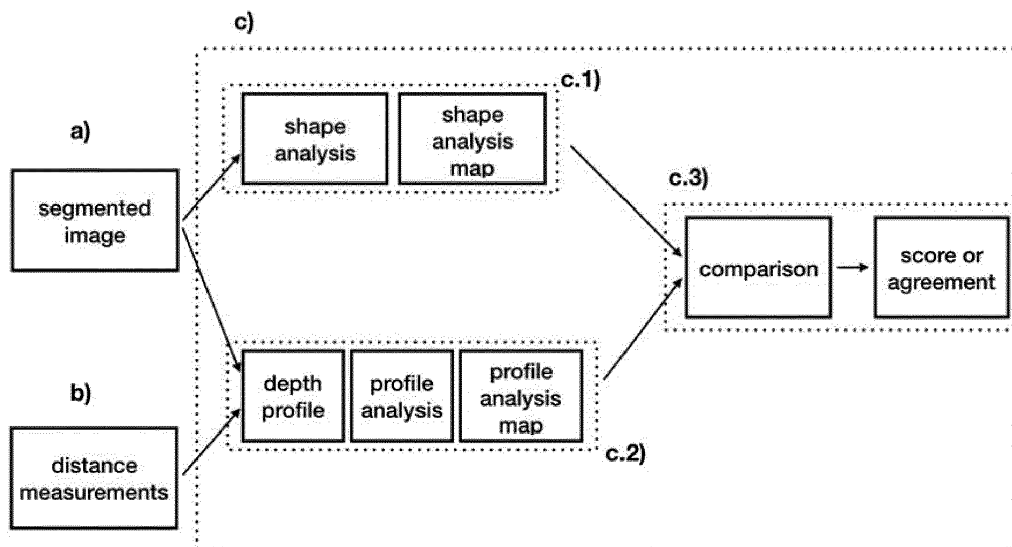 c)
c.1)
shape
analysis
shape
analysis
map
a)
segmented
image
c.3)
comparison
score or
agreement
b)
distance
measurements
depth
profile
profile
analysis
profile
analysis
map
c.2)